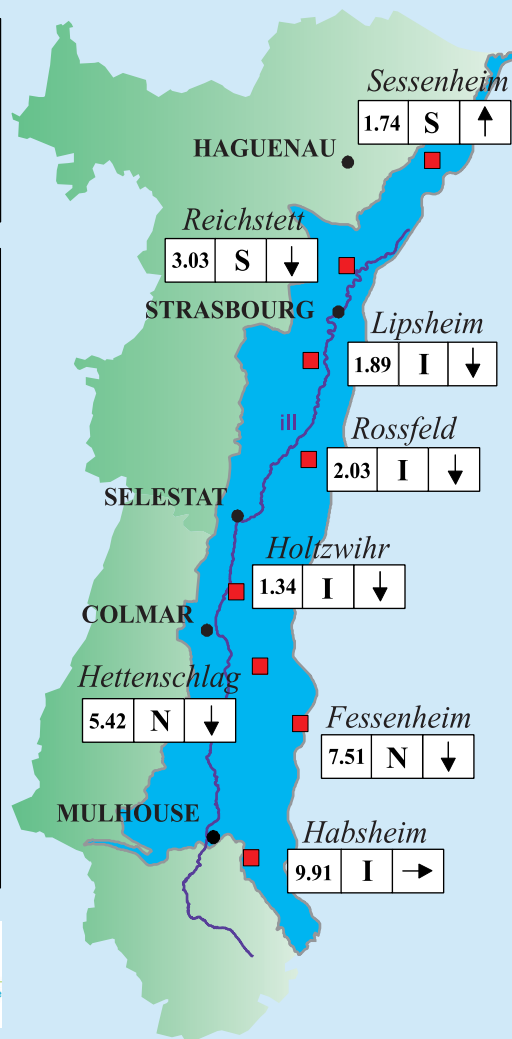 Sessenheim
1.74 S ↑
HAGUENAU
Reichstett
3.03 S ↓
STRASBOURG
Lipsheim
1.89 I ↓
ill
Rossfeld
2.03 I ↓
SELESTAT
Holtzwihr
1.34 I ↓
COLMAR
Hettenschlag
5.42 N ↓
Fessenheim
7.51 N ↓
MULHOUSE
Habsheim
9.91 I →